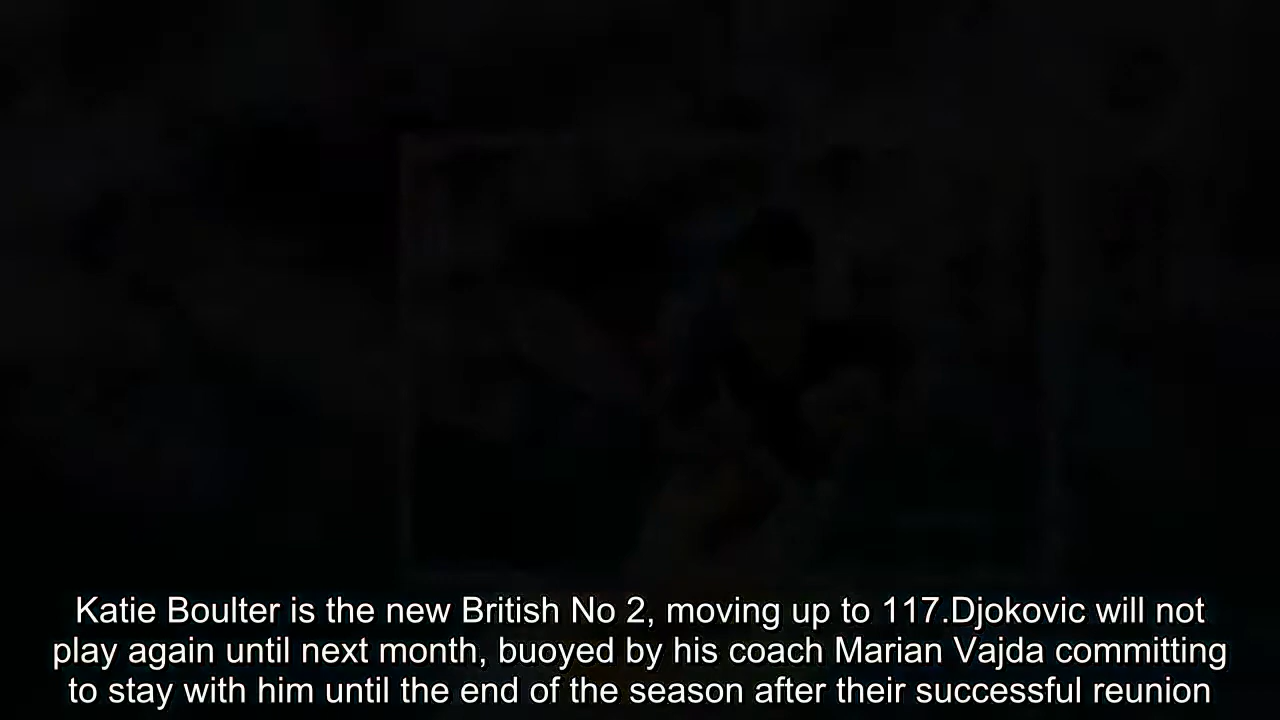 Katie Boulter is the new British No 2, moving up to 117.Djokovic will not
play again until next month, buoyed by his coach Marian Vajda committing
to stay with him until the end of the season after their successful reunion